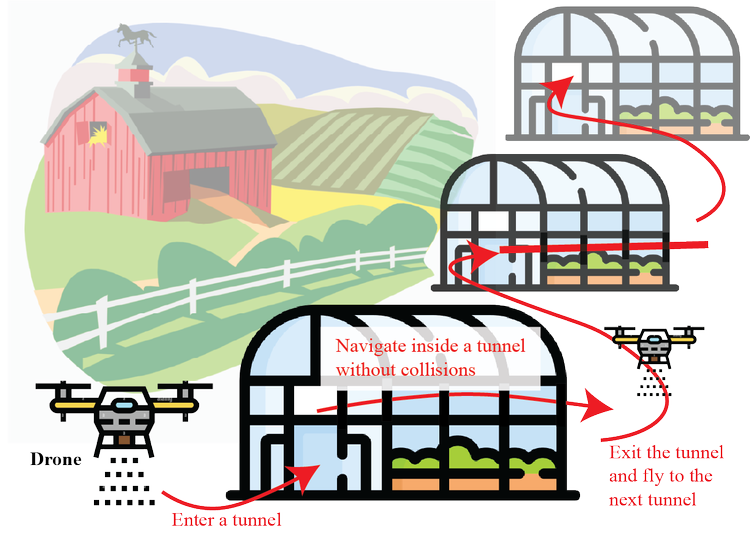 Navigate inside a tunnel
without collisions
Drone
Enter a tunnel
Exit the tunnel
and fly to the
next tunnel